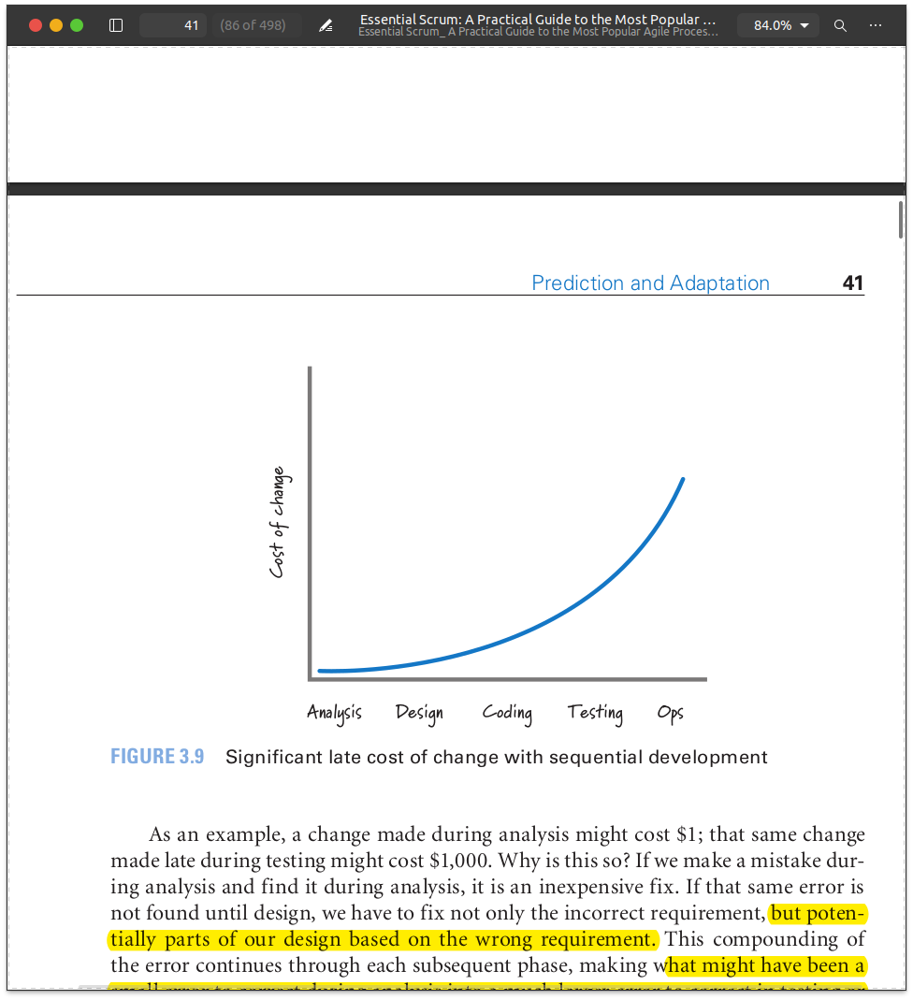 41 (86 of 498) Essential Scrum: A Practical Guide to the Most Popular ... 84.0%
Essential Scrum_ A Practical Guide to the Most Popular Agile Proces...
Prediction and Adaptation 41
Cost of change
Analysis Design Coding Testing Ops
FIGURE 3.9 Significant late cost of change with sequential development
As an example, a change made during analysis might cost $1; that same change
made late during testing might cost $1,000. Why is this so? If we make a mistake dur-
ing analysis and find it during analysis, it is an inexpensive fix. If that same error is
not found until design, we have to fix not only the incorrect requirement, but poten-
tially parts of our design based on the wrong requirement. This compounding of
the error continues through each subsequent phase, making what might have been a